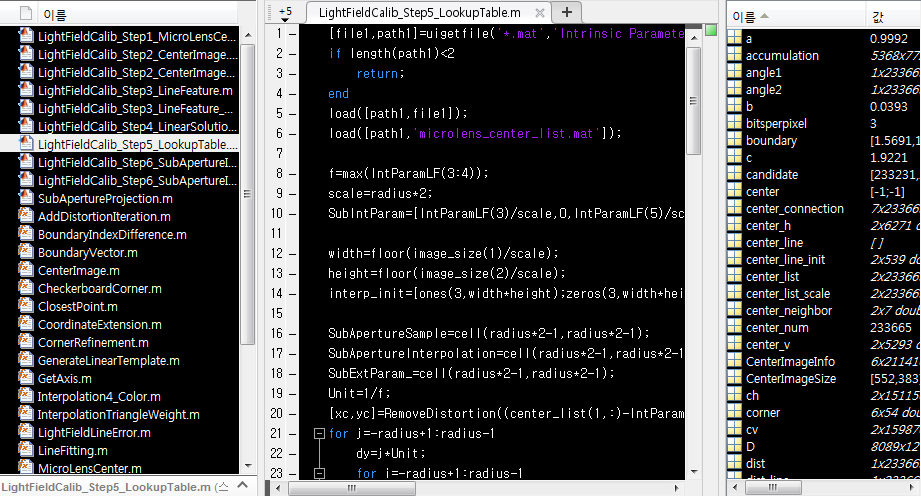 이름
LightFieldCalib_Step1_MicroLensCe...
LightFieldCalib_Step2_CenterImage...
LightFieldCalib_Step2_CenterImage...
LightFieldCalib_Step3_LineFeature.m
LightFieldCalib_Step3_LineFeature_...
LightFieldCalib_Step4_LinearSolutio...
LightFieldCalib_Step5_LookupTable....
LightFieldCalib_Step6_SubApertureI...
LightFieldCalib_Step6_SubApertureI...
SubApertureProjection.m
AddDistortionIteration.m
BoundaryIndexDifference.m
BoundaryVector.m
CenterImage.m
CheckerboardCorner.m
ClosestPoint.m
CoordinateExtension.m
CornerRefinement.m
GenerateLinearTemplate.m
GetAxis.m
Interpolation4_Color.m
InterpolationTriangleWeight.m
LightFieldLineError.m
LineFitting.m
MicroLensCenter.m
LightFieldCalib_Step5_LookupTable.m (스
+5
LightFieldCalib_Step5_LookupTable.m
1 – [file1,path1]=uigetfile('*.mat','Intrinsic Paramete
2 – if length(path1)<2
3 – return;
4 – end
5 – load([path1,file1]);
6 – load([path1,'microlens_center_list.mat']);
7
8 – f=max(IntParamLF(3:4));
9 – scale=radius*2;
10 – SubIntParam=[IntParamLF(3)/scale,0,IntParamLF(5)/sc
11
12 – width=floor(image_size(1)/scale);
13 – height=floor(image_size(2)/scale);
14 – interp_init=[ones(3,width*height);zeros(3,width*hei
15
16 – SubApertureSample=cell(radius*2-1,radius*2-1);
17 – SubApertureInterpolation=cell(radius*2-1,radius*2-1
18 – SubExtParam_=cell(radius*2-1,radius*2-1);
19 – Unit=1/f;
20 – [xc,yc]=RemoveDistortion((center_list(1,:)-IntParam
21 – for j=-radius+1:radius-1
22 – dy=j*Unit;
23 – for i=-radius+1:radius-1
이름 값
a 0.9992
accumulation 5368x77
angle1 1x23366
angle2 1x23366
b 0.0393
bitsperpixel 3
boundary [1.5691,1
c 1.9221
candidate [233231,
center [-1;-1]
center_connection 7x23366
center_h 2x6271 d
center_line [ ]
center_line_init 2x539 do
center_list 2x23366
center_list_scale 2x23366
center_neighbor 2x7 doub
center_num 233665
center_v 2x5293 d
CenterImageInfo 6x21141
CenterImageSize [552,383]
ch 2x15115
corner 6x54 dou
cv 2x15987
D 8089x12
dist 1x23366